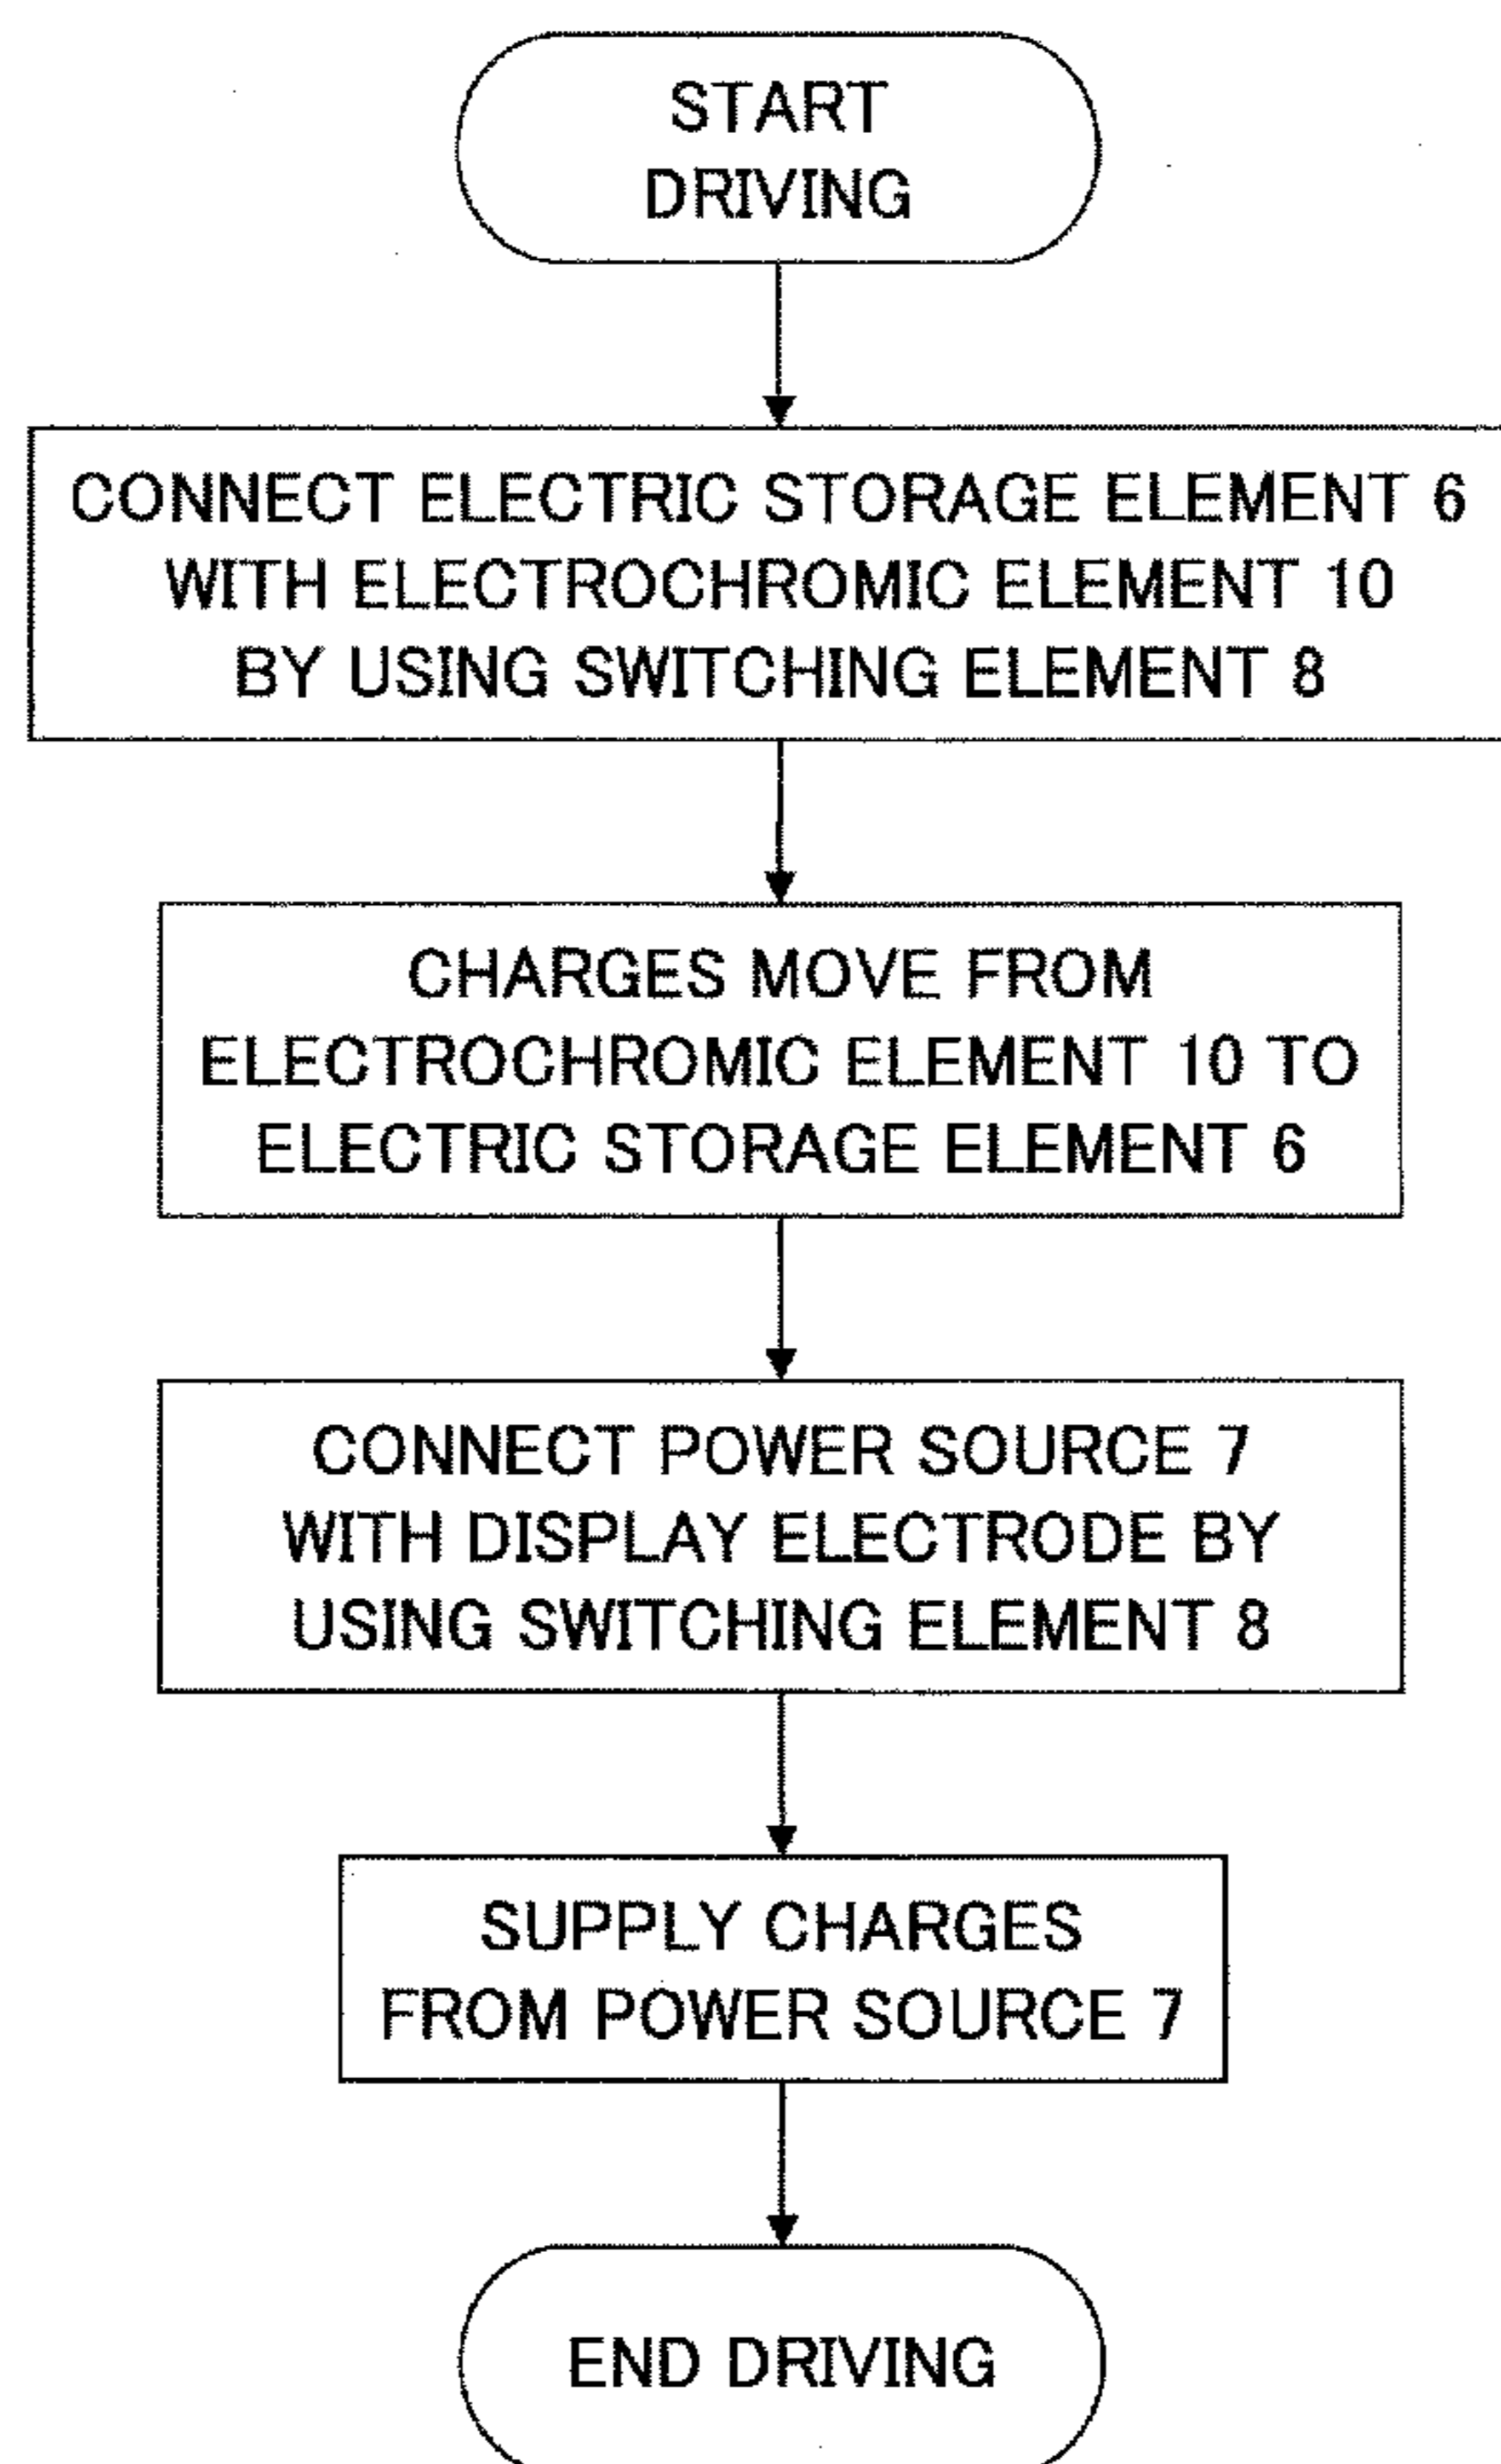 START
DRIVING
CONNECT ELECTRIC STORAGE ELEMENT 6
WITH ELECTROCHROMIC ELEMENT 10
BY USING SWITCHING ELEMENT 8
CHARGES MOVE FROM
ELECTROCHROMIC ELEMENT 10 TO
ELECTRIC STORAGE ELEMENT 6
CONNECT POWER SOURCE 7
WITH DISPLAY ELECTRODE BY
USING SWITCHING ELEMENT 8
SUPPLY CHARGES
FROM POWER SOURCE 7
END DRIVING